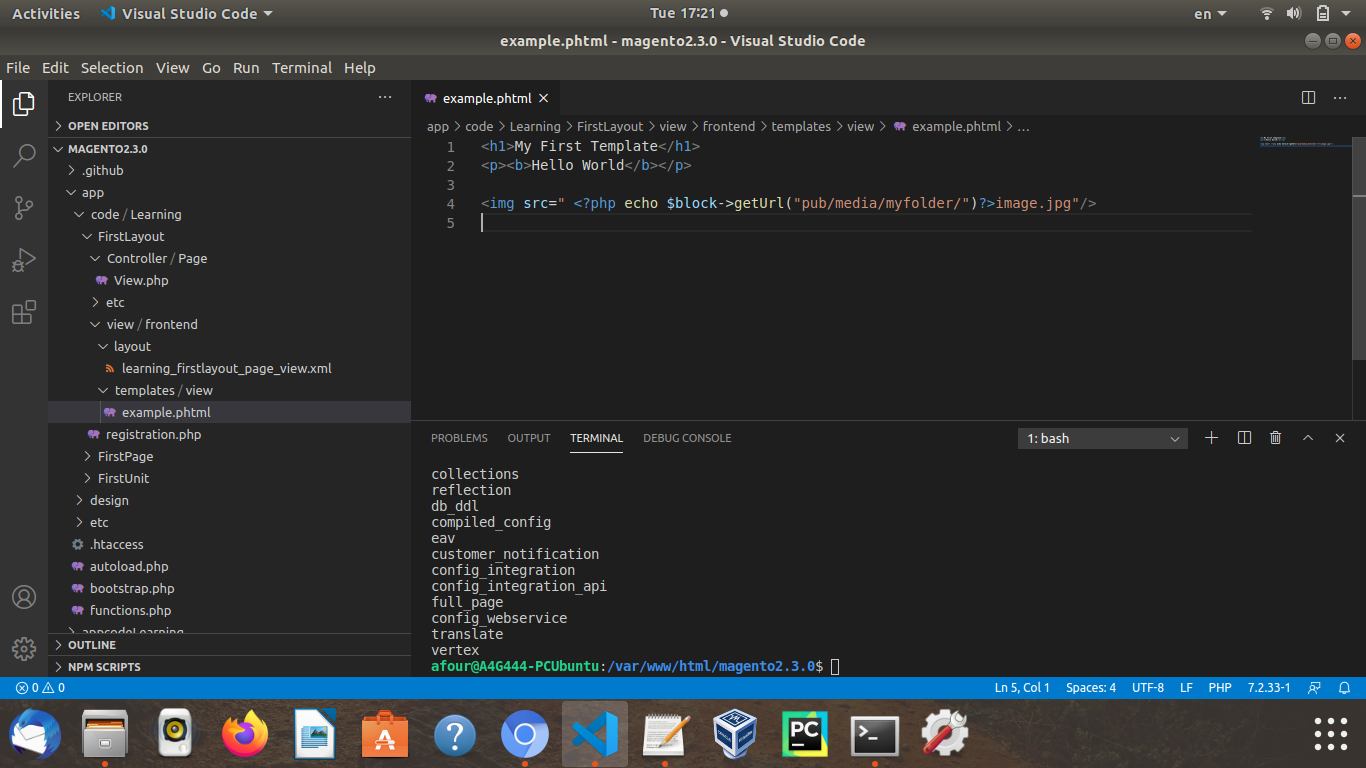 Activities Visual Studio Code Tue 17:21 en
example.phtml - magento2.3.0 - Visual Studio Code
File Edit Selection View Go Run Terminal Help
EXPLORER
OPEN EDITORS
MAGENTO2.3.0
.github
app
code / Learning
FirstLayout
Controller / Page
View.php
etc
view / frontend
layout
learning_firstlayout_page_view.xml
templates / view
example.phtml
registration.php
FirstPage
FirstUnit
design
etc
.htaccess
autoload.php
bootstrap.php
functions.php
appcodeLearning
OUTLINE
NPM SCRIPTS
example.phtml
app > code > Learning > FirstLayout > view > frontend > templates > view > example.phtml > ...
1 <h1>My First Template</h1>
2 <p><b>Hello World</b></p>
3
4 <img src=" <?php echo $block->getUrl("pub/media/myfolder/")?>image.jpg"/>
5
PROBLEMS OUTPUT TERMINAL DEBUG CONSOLE 1: bash
collections
reflection
db_ddl
compiled_config
eav
customer_notification
config_integration
config_integration_api
full_page
config_webservice
translate
vertex
afour@A4G444-PCUbuntu:/var/www/html/magento2.3.0$
0 0 Ln 5, Col 1 Spaces: 4 UTF-8 LF PHP 7.2.33-1